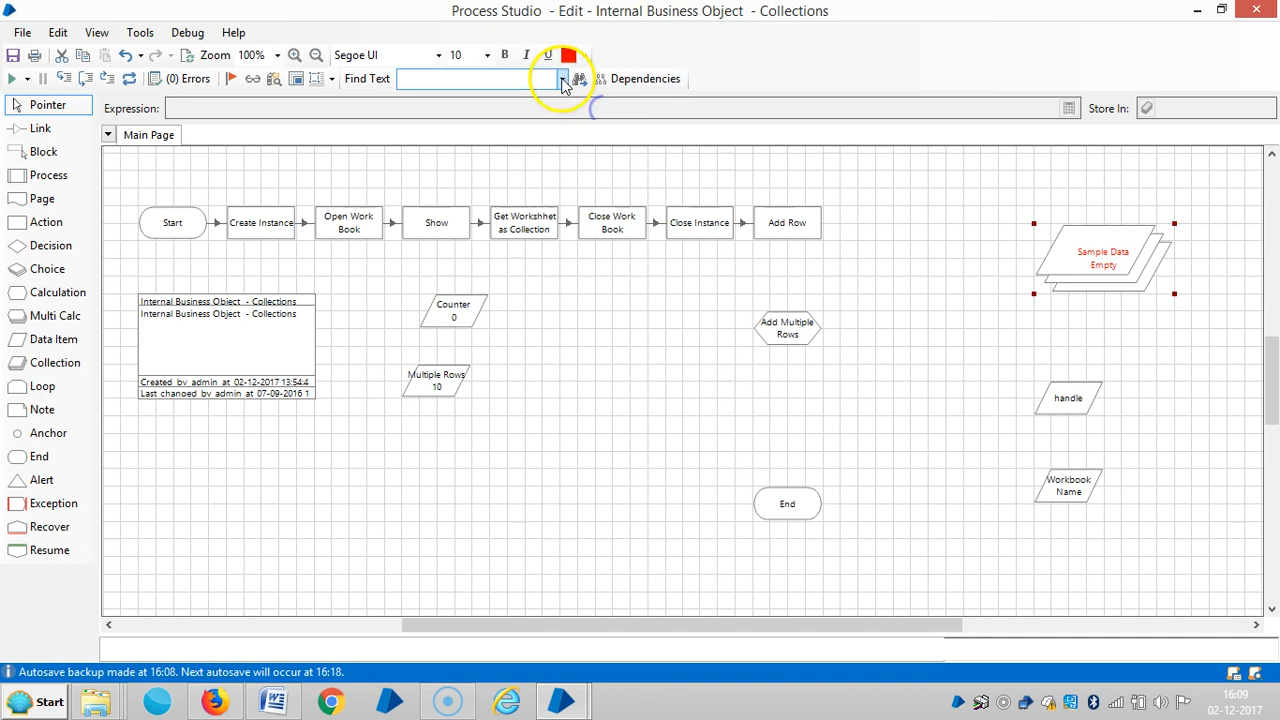 Process Studio - Edit - Internal Business Object - Collections
File Edit View Tools Debug Help
Zoom 100% Segoe UI 10 B I U
(0) Errors Find Text Dependencies
Expression: Store In:
Pointer
Link
Block
Process
Page
Action
Decision
Choice
Calculation
Multi Calc
Data Item
Collection
Loop
Note
Anchor
End
Alert
Exception
Recover
Resume
Main Page
Start
Create Instance
Open Work
Book
Show
Get Workshhet
as Collection
Close Work
Book
Close Instance
Add Row
Sample Data
Empty
Internal Business Object - Collections
Internal Business Object - Collections
Created by admin at 02-12-2017 13:54:4
Last changed by admin at 07-09-2016 1
Counter
0
Multiple Rows
10
Add Multiple
Rows
handle
Workbook
Name
End
Autosave backup made at 16:08. Next autosave will occur at 16:18.
Start
16:09
02-12-2017